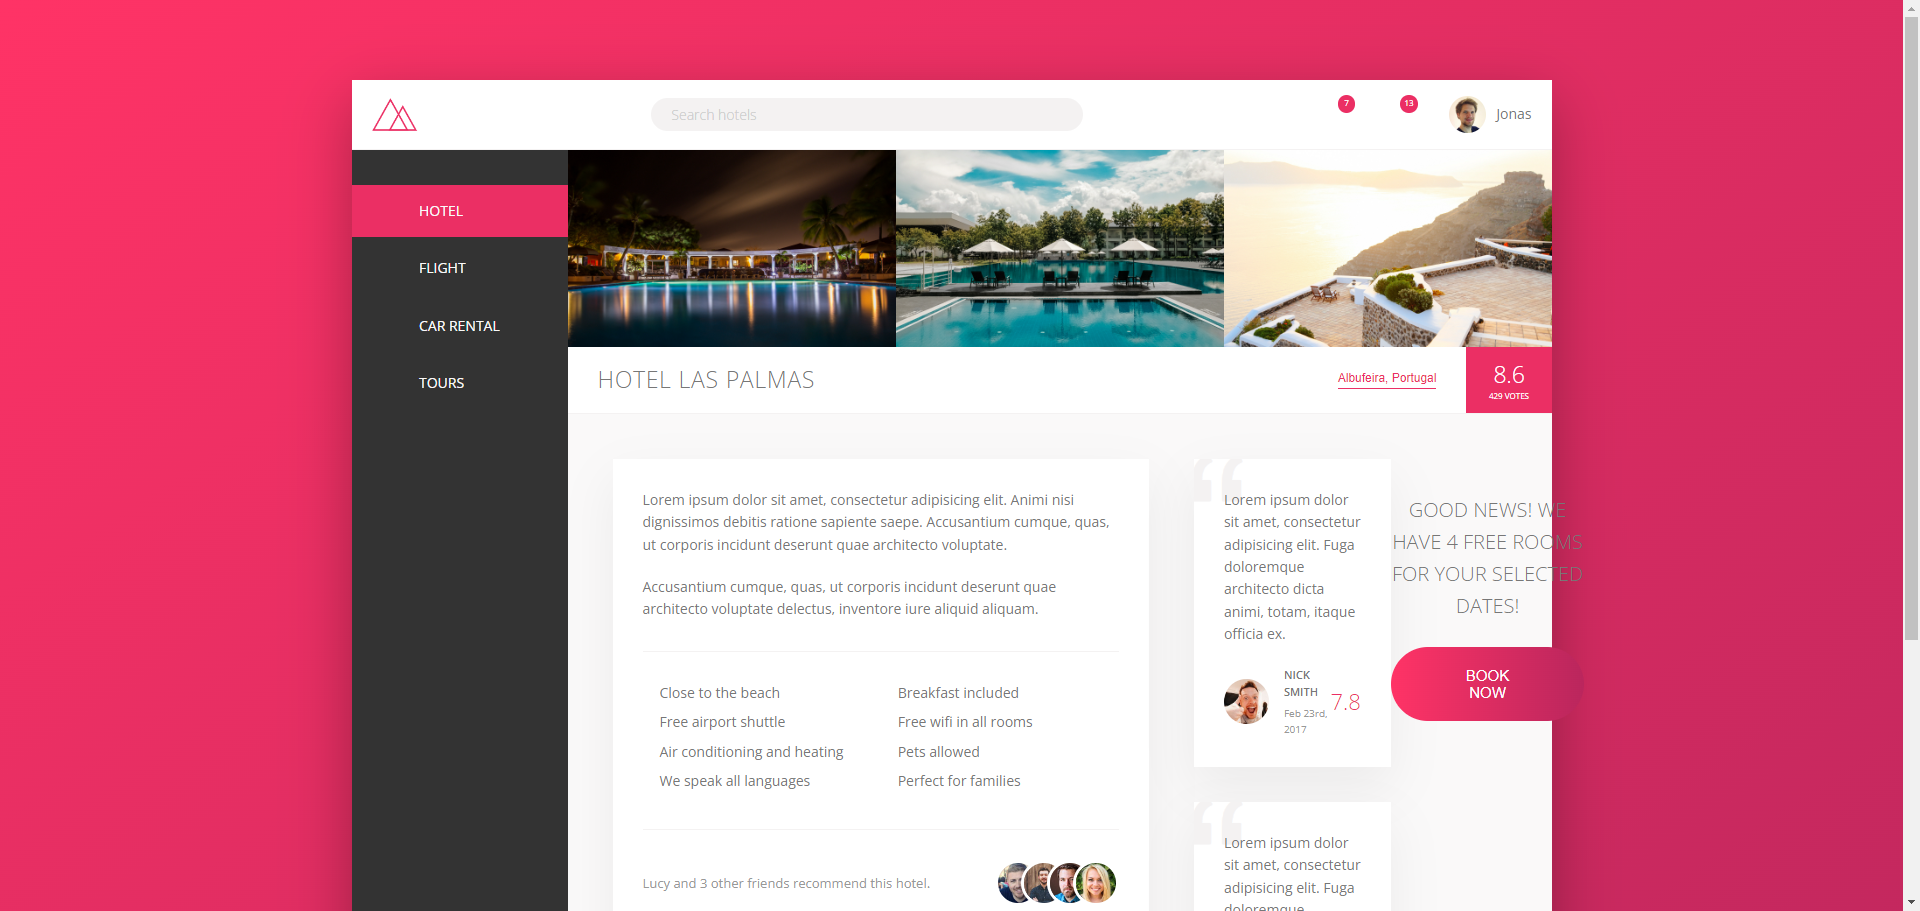 Search hotels
7
13
Jonas
HOTEL
FLIGHT
CAR RENTAL
TOURS
HOTEL LAS PALMAS
Albufeira, Portugal
8.6
429 VOTES
Lorem ipsum dolor sit amet, consectetur adipisicing elit. Animi nisi
dignissimos debitis ratione sapiente saepe. Accusantium cumque, quas,
ut corporis incidunt deserunt quae architecto voluptate.
Accusantium cumque, quas, ut corporis incidunt deserunt quae
architecto voluptate delectus, inventore iure aliquid aliquam.
Close to the beach
Free airport shuttle
Air conditioning and heating
We speak all languages
Breakfast included
Free wifi in all rooms
Pets allowed
Perfect for families
Lucy and 3 other friends recommend this hotel.
“
Lorem ipsum dolor
sit amet, consectetur
adipisicing elit. Fuga
doloremque
architecto dicta
animi, totam, itaque
officia ex.
NICK
SMITH
Feb 23rd,
2017
7.8
“
Lorem ipsum dolor
sit amet, consectetur
adipisicing elit. Fuga
doloremque
GOOD NEWS! WE
HAVE 4 FREE ROOMS
FOR YOUR SELECTED
DATES!
BOOK
NOW